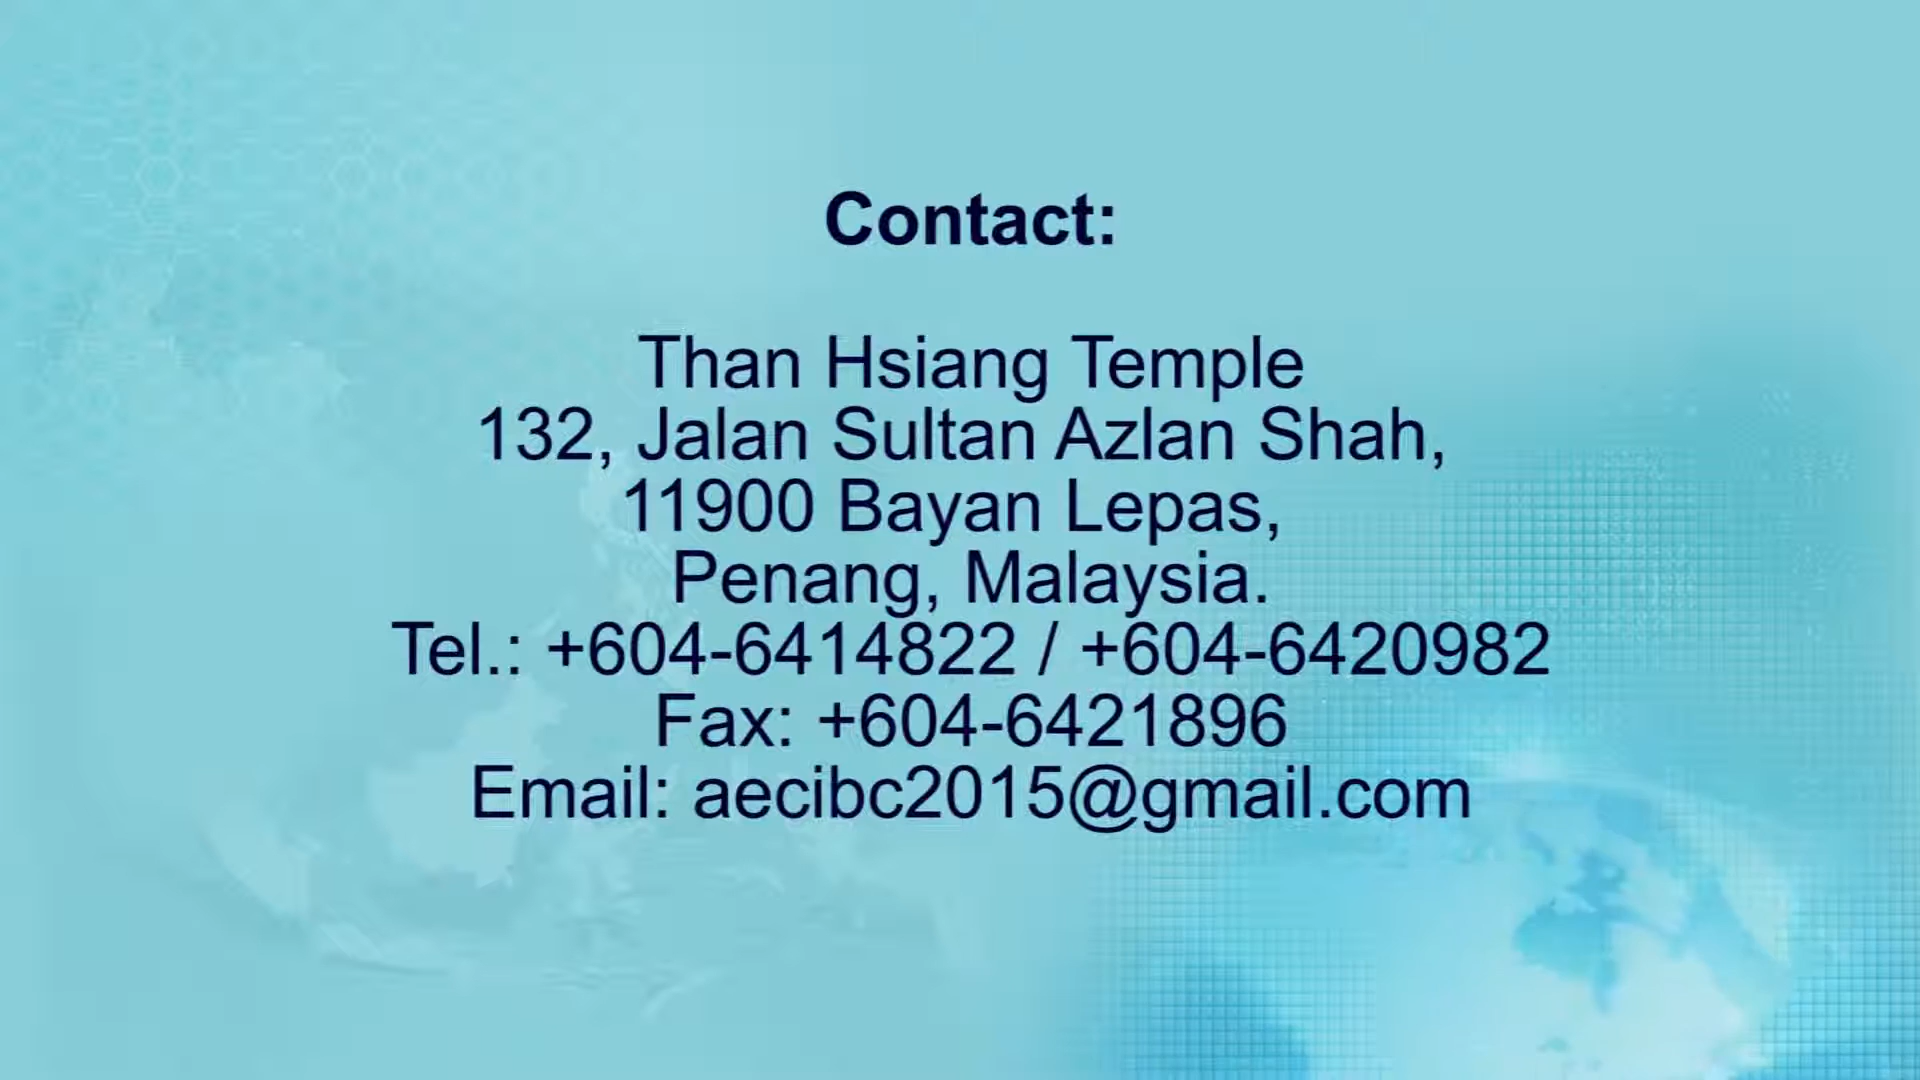 Contact:
Than Hsiang Temple
132, Jalan Sultan Azlan Shah,
11900 Bayan Lepas,
Penang, Malaysia.
Tel.: +604-6414822 / +604-6420982
Fax: +604-6421896
Email: aecibc2015@gmail.com